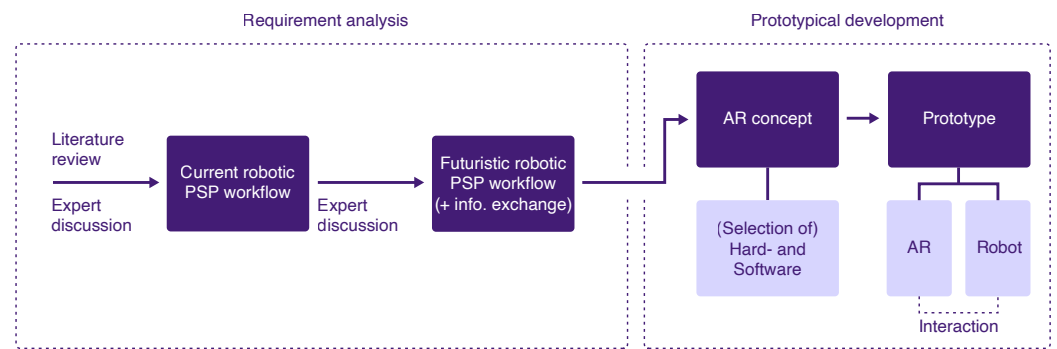 Requirement analysis
Literature
review
Expert
discussion
Current robotic
PSP workflow
Expert
discussion
Futuristic robotic
PSP workflow
(+ info. exchange)
Prototypical development
AR concept
Prototype
(Selection of)
Hard- and
Software
AR
Robot
Interaction